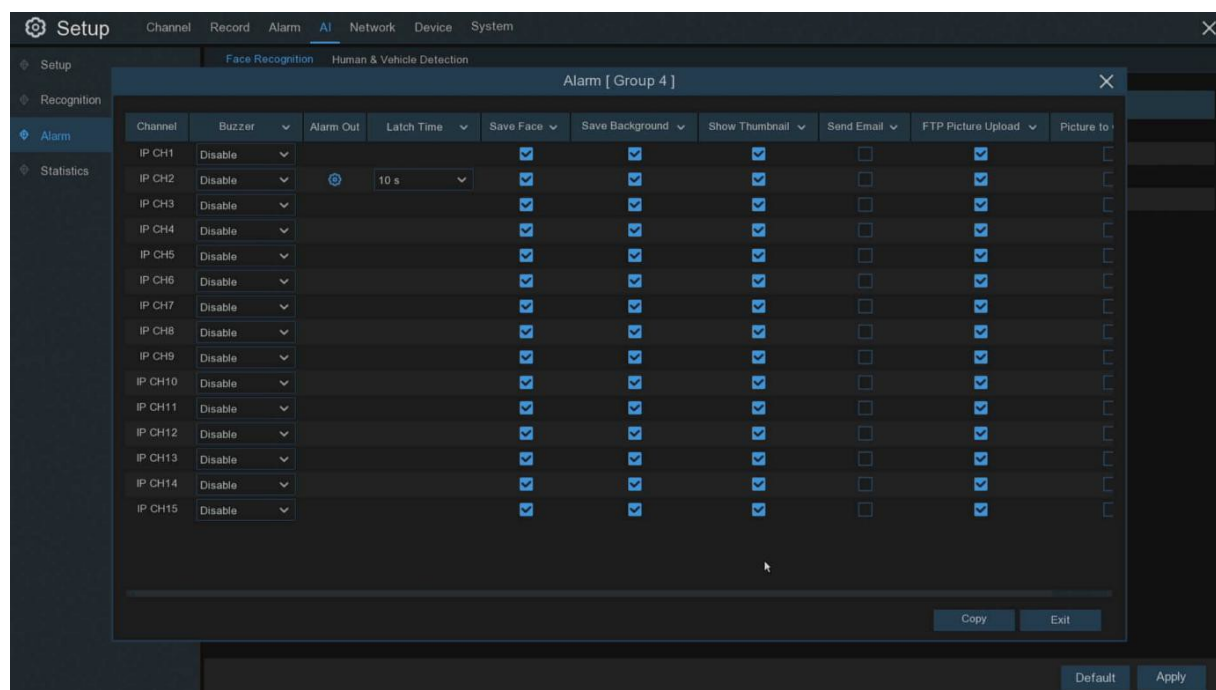 Setup Channel Record Alarm AI Network Device System
Setup Face Recognition Human & Vehicle Detection
Alarm [ Group 4 ]
Recognition
Channel Buzzer Alarm Out Latch Time Save Face Save Background Show Thumbnail Send Email FTP Picture Upload Picture to
Alarm
IP CH1 Disable
Statistics
IP CH2 Disable 10 s
IP CH3 Disable
IP CH4 Disable
IP CH5 Disable
IP CH6 Disable
IP CH7 Disable
IP CH8 Disable
IP CH9 Disable
IP CH10 Disable
IP CH11 Disable
IP CH12 Disable
IP CH13 Disable
IP CH14 Disable
IP CH15 Disable
Copy Exit
Default Apply